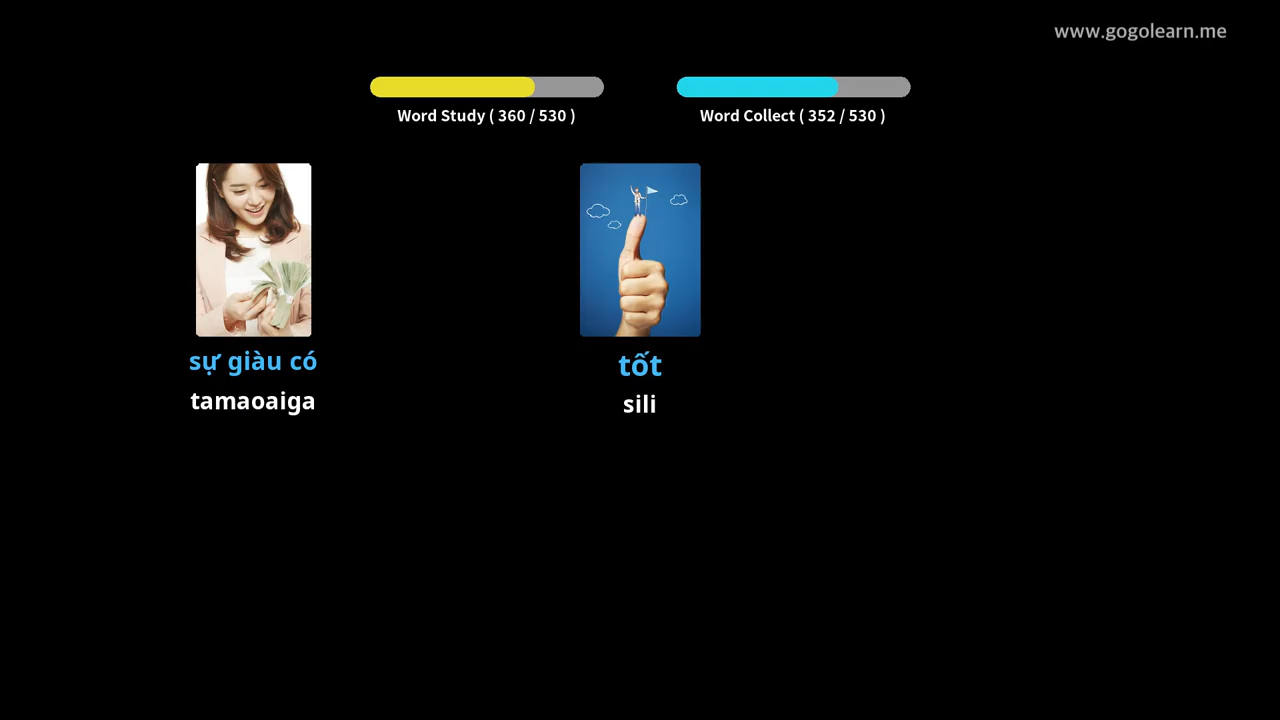 www.gogolearn.me
Word Study ( 360 / 530 )
Word Collect ( 352 / 530 )
sự giàu có
tamaoaiga
tốt
sili